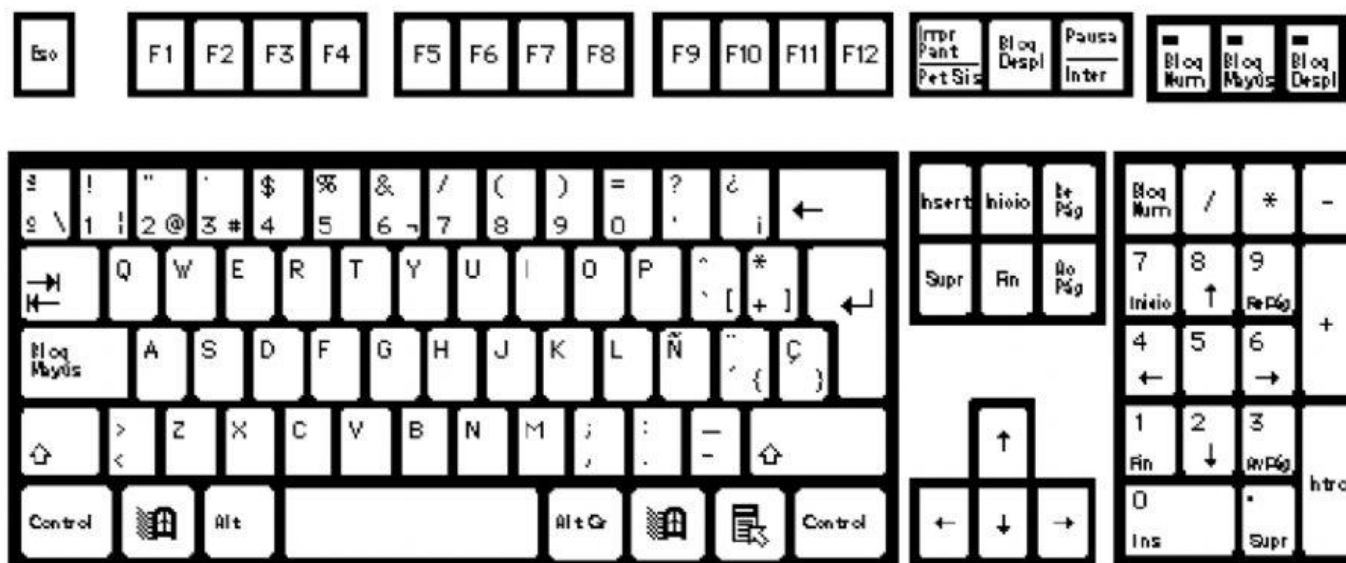 Esc F1 F2 F3 F4 F5 F6 F7 F8 F9 F10 F11 F12
Impr Pant
Pet Sis
Bloq Despl
Pausa
Inter
Bloq Num
Bloq Mayús
Bloq Despl
ª ! " · $ % & / ( ) = ? ¿ ←
º \ 1 ¦ 2 @ 3 # 4 5 6 ¬ 7 8 9 0 ' ¡
Q W E R T Y U I O P ^ *
` [ + ]
Bloq Mayús
A S D F G H J K L Ñ ¨ Ç
´ { }
> Z X C V B N M ; : —
< , . -
Control Alt Alt Gr Control
Insert Inicio Re Pág
Supr Fin Av Pág
↑
← ↓ →
Bloq Num / * -
7 8 9
Inicio ↑ Re Pág
+
4 5 6
← →
1 2 3
Fin ↓ Av Pág
ntro
0 .
Ins Supr